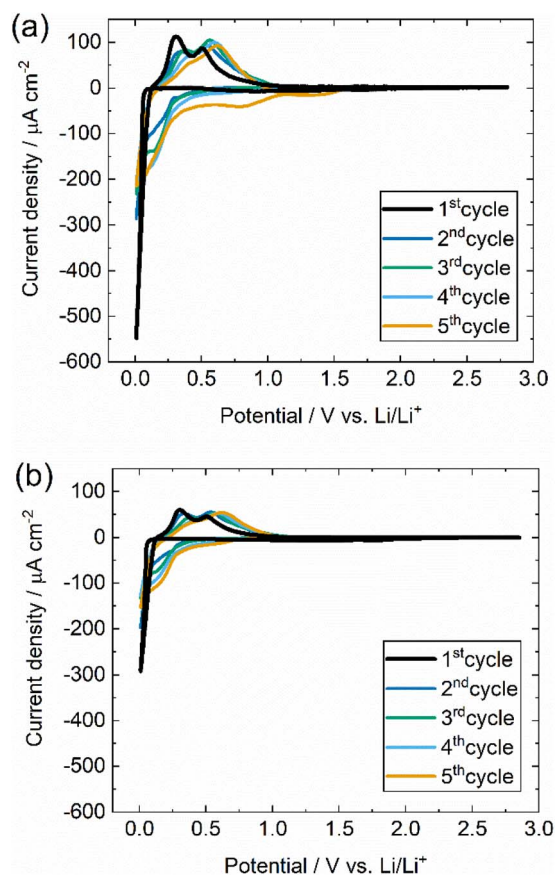 (a)
100
0
-100
-200
-300
-400
-500
-600
Current density / µA cm⁻²
1ˢᵗcycle
2ⁿᵈcycle
3ʳᵈcycle
4ᵗʰcycle
5ᵗʰcycle
0.0 0.5 1.0 1.5 2.0 2.5 3.0
Potential / V vs. Li/Li⁺
(b)
100
0
-100
-200
-300
-400
-500
-600
Current density / µA cm⁻²
1ˢᵗcycle
2ⁿᵈcycle
3ʳᵈcycle
4ᵗʰcycle
5ᵗʰcycle
0.0 0.5 1.0 1.5 2.0 2.5 3.0
Potential / V vs. Li/Li⁺